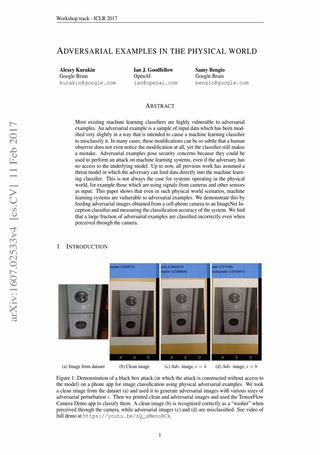 Workshop track - ICLR 2017
ADVERSARIAL EXAMPLES IN THE PHYSICAL WORLD
Alexey Kurakin
Google Brain
kurakin@google.com
Ian J. Goodfellow
OpenAI
ian@openai.com
Samy Bengio
Google Brain
bengio@google.com
ABSTRACT
Most existing machine learning classifiers are highly vulnerable to adversarial
examples. An adversarial example is a sample of input data which has been mod-
ified very slightly in a way that is intended to cause a machine learning classifier
to misclassify it. In many cases, these modifications can be so subtle that a human
observer does not even notice the modification at all, yet the classifier still makes
a mistake. Adversarial examples pose security concerns because they could be
used to perform an attack on machine learning systems, even if the adversary has
no access to the underlying model. Up to now, all previous work has assumed a
threat model in which the adversary can feed data directly into the machine learn-
ing classifier. This is not always the case for systems operating in the physical
world, for example those which are using signals from cameras and other sensors
as input. This paper shows that even in such physical world scenarios, machine
learning systems are vulnerable to adversarial examples. We demonstrate this by
feeding adversarial images obtained from a cell-phone camera to an ImageNet In-
ception classifier and measuring the classification accuracy of the system. We find
that a large fraction of adversarial examples are classified incorrectly even when
perceived through the camera.
1 INTRODUCTION
(a) Image from dataset
(b) Clean image
(c) Adv. image, ϵ = 4
(d) Adv. image, ϵ = 8
Figure 1: Demonstration of a black box attack (in which the attack is constructed without access to
the model) on a phone app for image classification using physical adversarial examples. We took
a clean image from the dataset (a) and used it to generate adversarial images with various sizes of
adversarial perturbation ϵ. Then we printed clean and adversarial images and used the TensorFlow
Camera Demo app to classify them. A clean image (b) is recognized correctly as a "washer" when
perceived through the camera, while adversarial images (c) and (d) are misclassified. See video of
full demo at https://youtu.be/zQ_uMenoBCk.
1
arXiv:1607.02533v4 [cs.CV] 11 Feb 2017